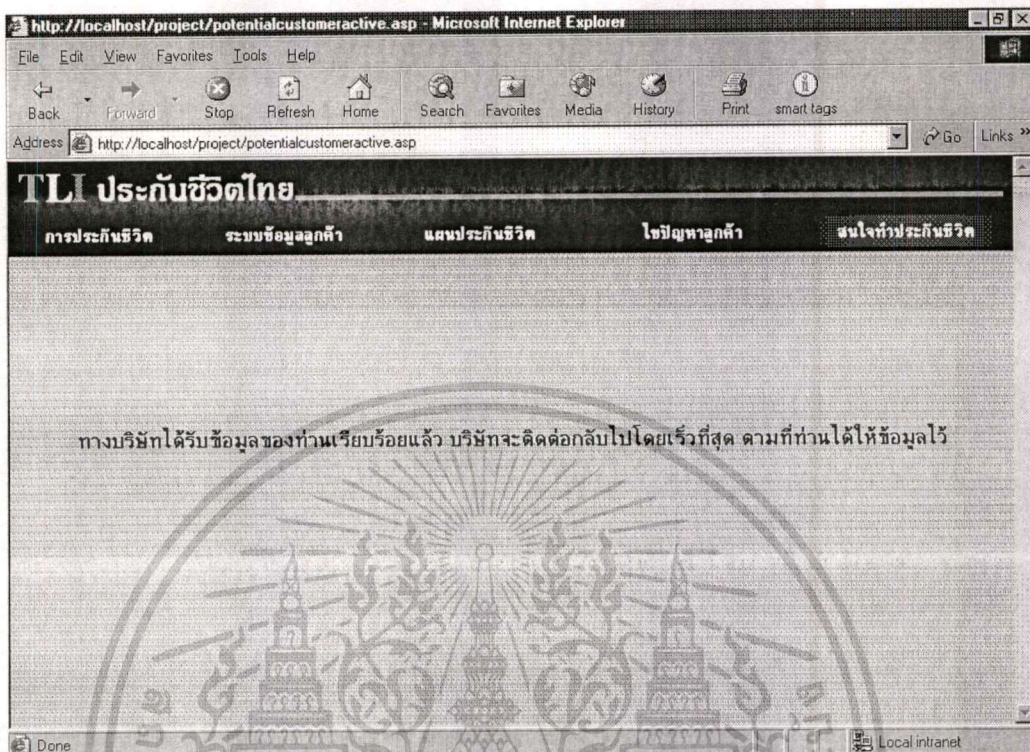 http://localhost/project/potentialcustomeractive.asp - Microsoft Internet Explorer
File Edit View Favorites Tools Help
Back Forward Stop Refresh Home Search Favorites Media History Print smart tags
Address http://localhost/project/potentialcustomeractive.asp Go Links »
TLI ประกันชีวิตไทย
การประกันชีวิต ระบบข้อมูลลูกค้า แผนประกันชีวิต ไขปัญหาลูกค้า สนใจทำประกันชีวิต
ทางบริษัทได้รับข้อมูลของท่านเรียบร้อยแล้ว บริษัทจะติดต่อกลับไปโดยเร็วที่สุด ตามที่ท่านได้ให้ข้อมูลไว้
Done Local intranet